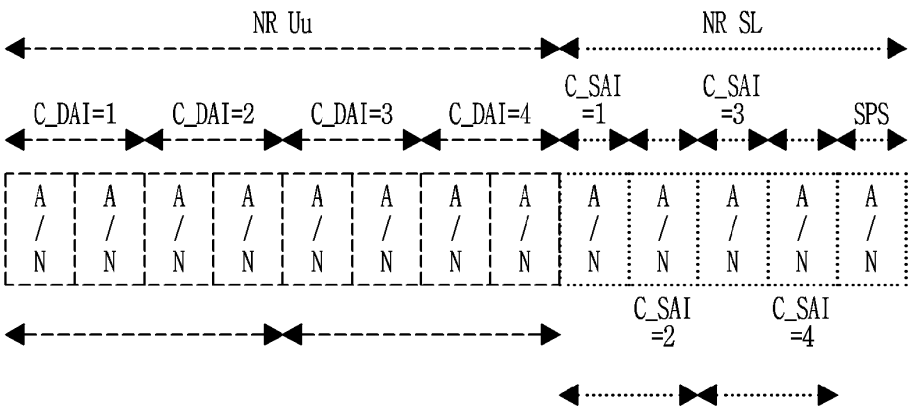 NR Uu NR SL
C_DAI=1 C_DAI=2 C_DAI=3 C_DAI=4 C_SAI =1 C_SAI =3 SPS
A A A A A A A A A A A A A
/ / / / / / / / / / / / /
N N N N N N N N N N N N N
C_SAI C_SAI
=2 =4